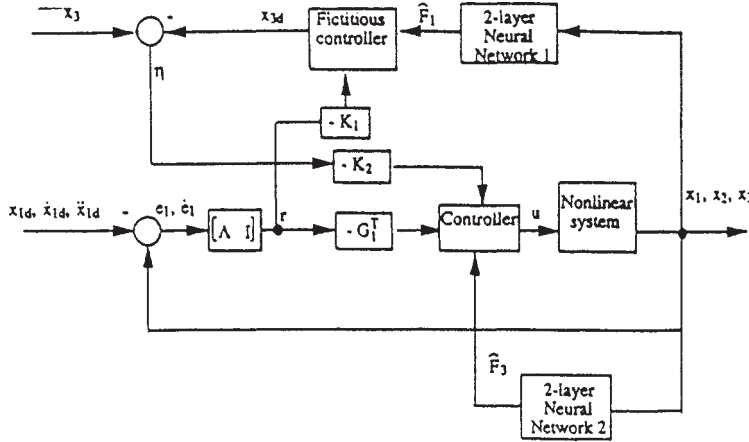 x₃
-
x₃d
Fictitious
controller
F̂₁
2-layer
Neural
Network 1
η
- K₁
- K₂
x₁d, ẋ₁d, ẍ₁d
-
e₁, ė₁
[Λ I]
r
- G₁ᵀ
Controller
u
Nonlinear
system
x₁, x₂, x₃
F̂₃
2-layer
Neural
Network 2